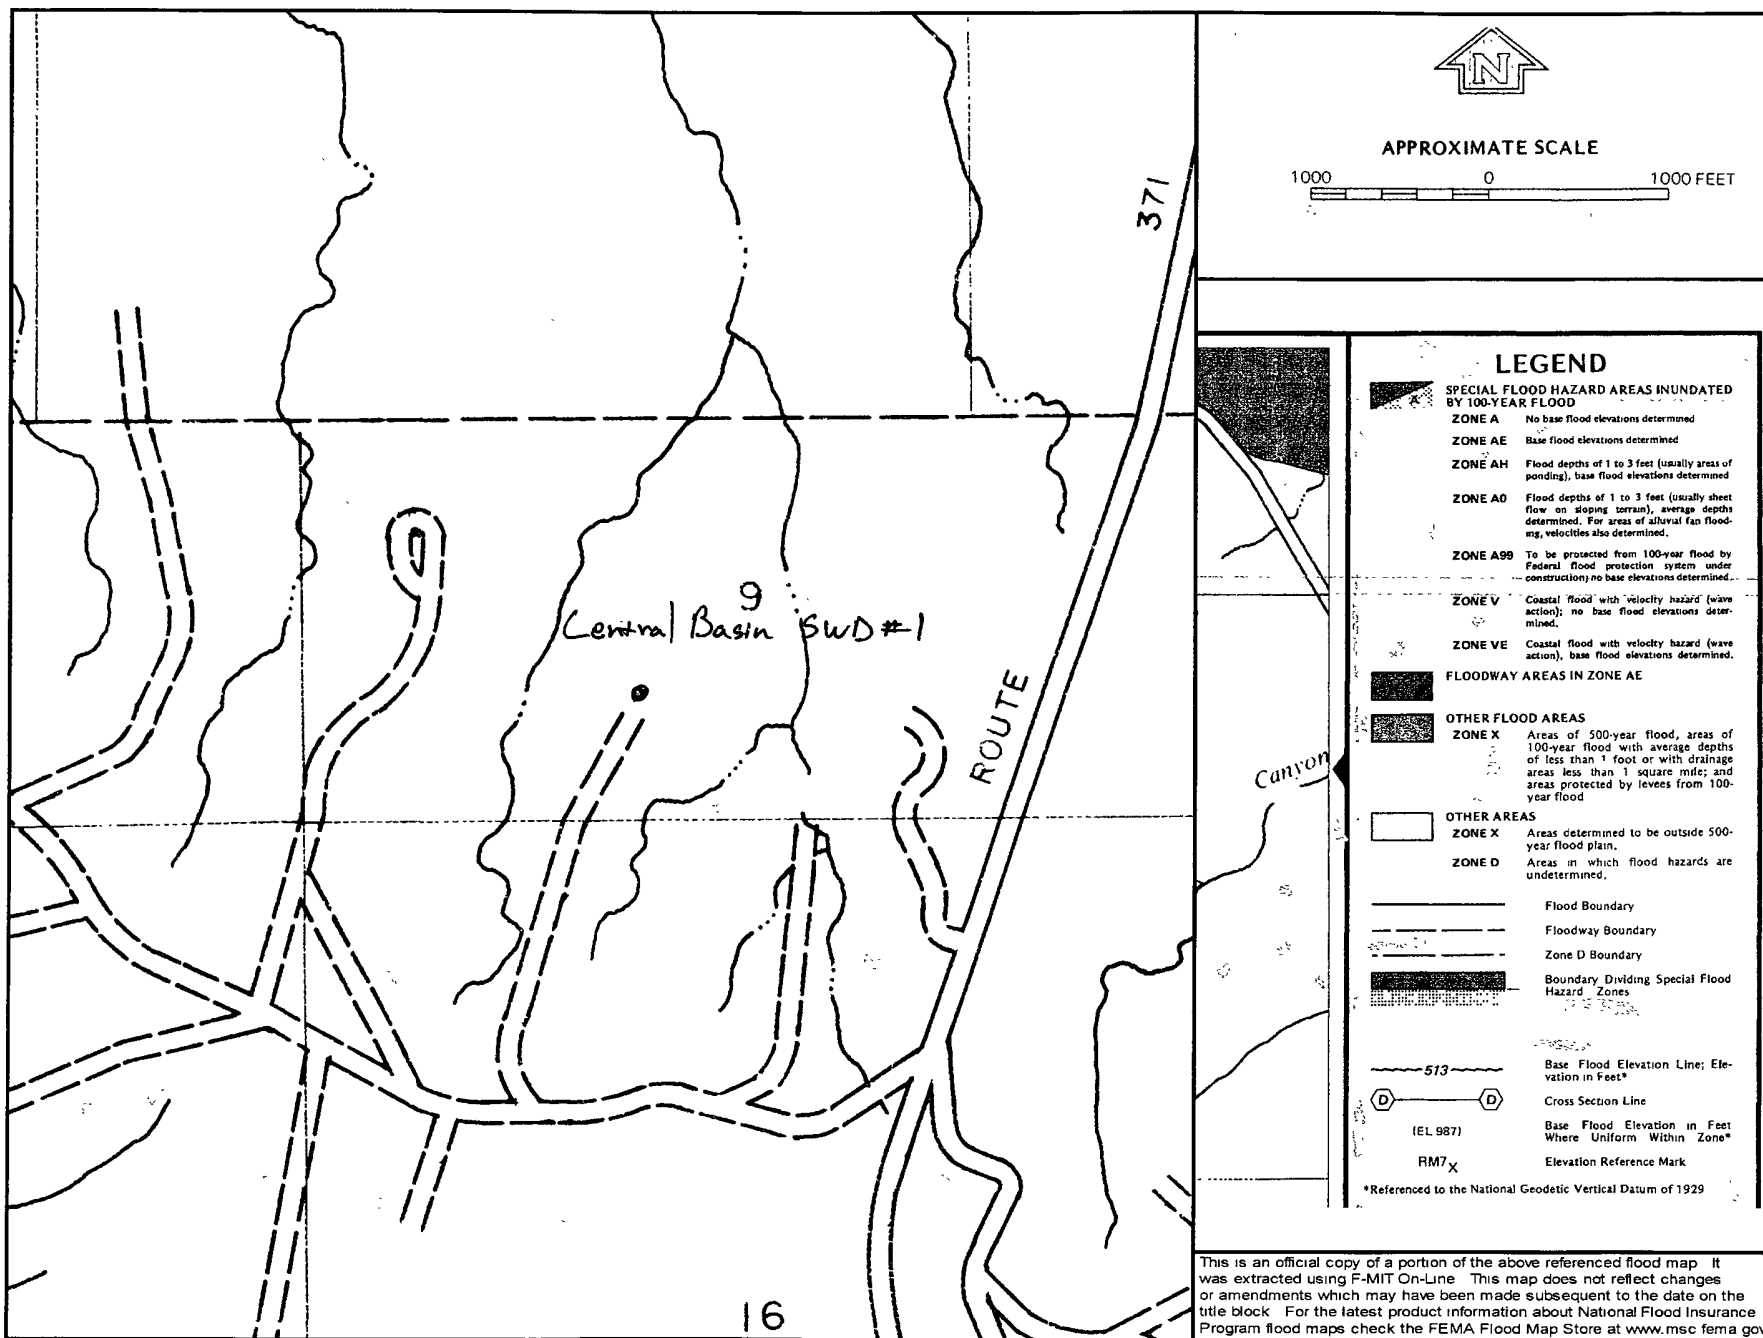 371
9
Central Basin SWD #1
ROUTE
16
N
APPROXIMATE SCALE
1000 0 1000 FEET
Canyon
LEGEND
SPECIAL FLOOD HAZARD AREAS INUNDATED
BY 100-YEAR FLOOD
ZONE A No base flood elevations determined
ZONE AE Base flood elevations determined
ZONE AH Flood depths of 1 to 3 feet (usually areas of
ponding), base flood elevations determined
ZONE AO Flood depths of 1 to 3 feet (usually sheet
flow on sloping terrain), average depths
determined. For areas of alluvial fan flood-
ing, velocities also determined.
ZONE A99 To be protected from 100-year flood by
Federal flood protection system under
construction; no base elevations determined.
ZONE V Coastal flood with velocity hazard (wave
action); no base flood elevations deter-
mined.
ZONE VE Coastal flood with velocity hazard (wave
action), base flood elevations determined.
FLOODWAY AREAS IN ZONE AE
OTHER FLOOD AREAS
ZONE X Areas of 500-year flood, areas of
100-year flood with average depths
of less than 1 foot or with drainage
areas less than 1 square mile; and
areas protected by levees from 100-
year flood
OTHER AREAS
ZONE X Areas determined to be outside 500-
year flood plain.
ZONE D Areas in which flood hazards are
undetermined.
Flood Boundary
Floodway Boundary
Zone D Boundary
Boundary Dividing Special Flood
Hazard Zones
513 Base Flood Elevation Line; Ele-
vation in Feet*
D D Cross Section Line
(EL 987) Base Flood Elevation in Feet
Where Uniform Within Zone*
RM7X Elevation Reference Mark
*Referenced to the National Geodetic Vertical Datum of 1929
This is an official copy of a portion of the above referenced flood map It
was extracted using F-MIT On-Line This map does not reflect changes
or amendments which may have been made subsequent to the date on the
title block For the latest product information about National Flood Insurance
Program flood maps check the FEMA Flood Map Store at www.msc fema gov